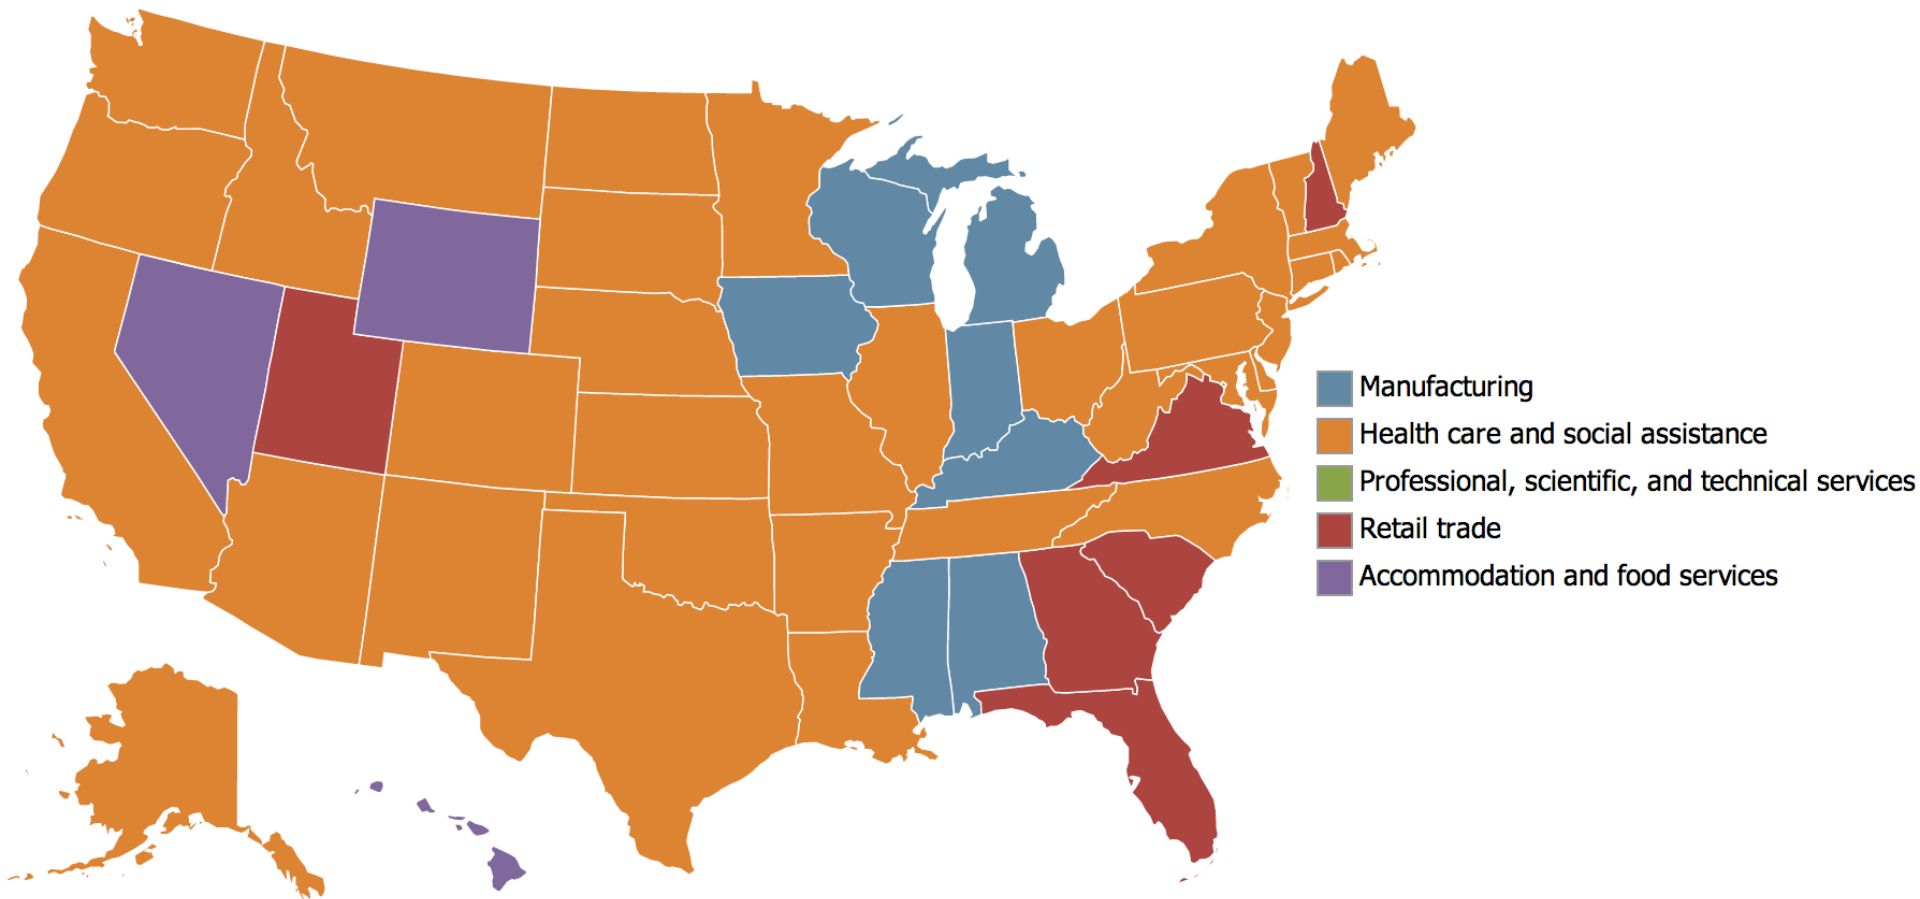 Manufacturing
Health care and social assistance
Professional, scientific, and technical services
Retail trade
Accommodation and food services